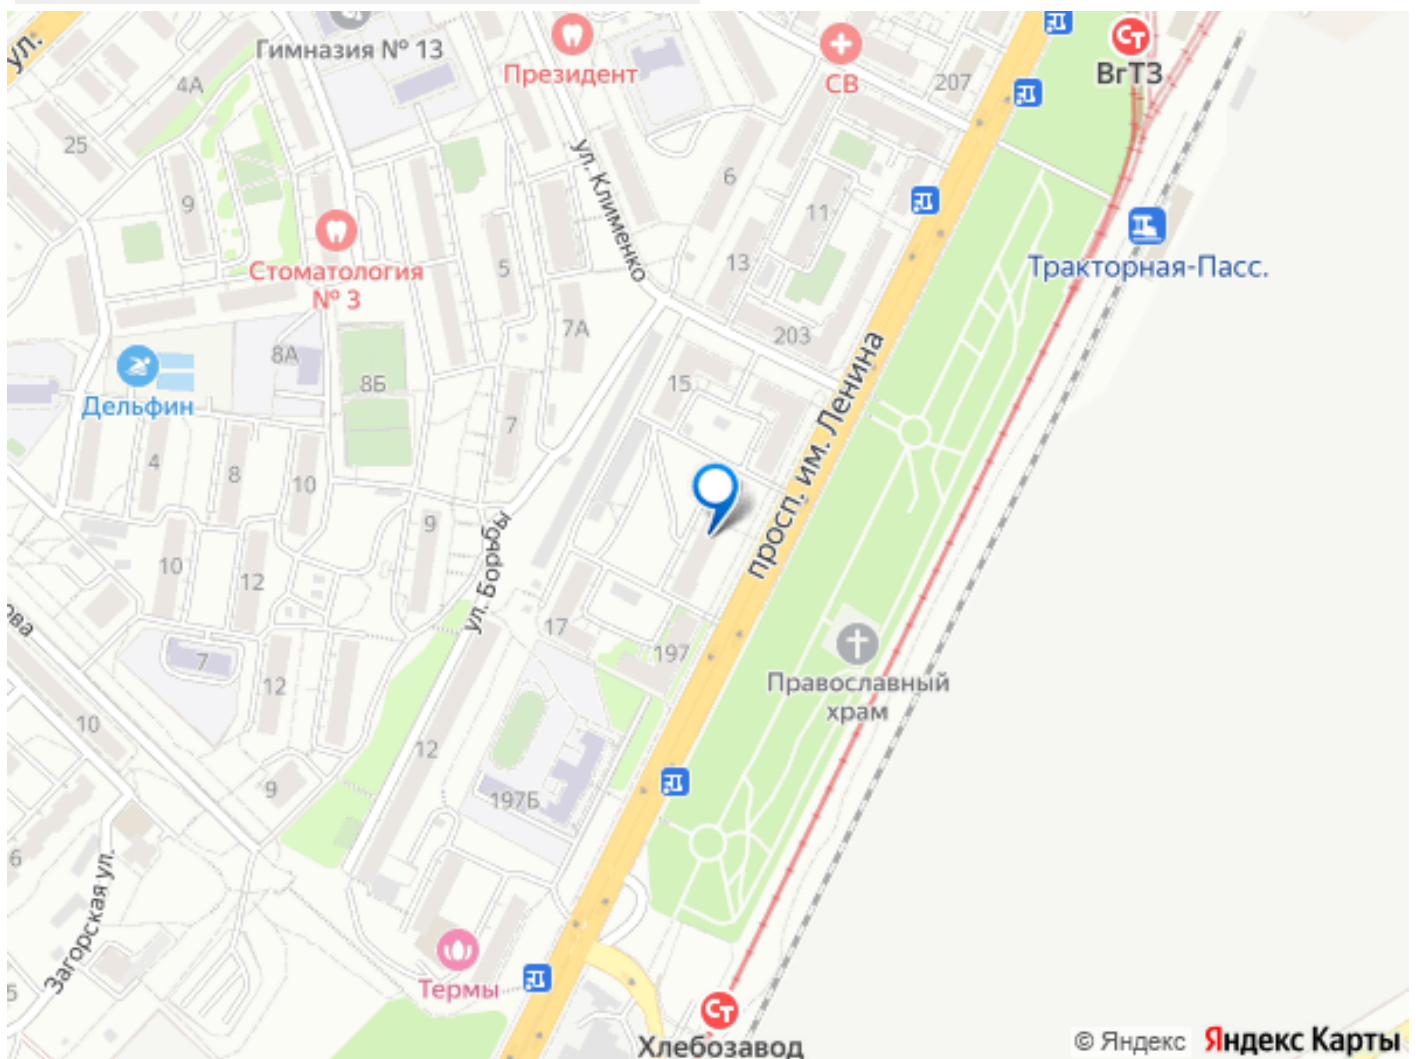 ул.
Гимназия № 13
Президент
СВ
207
ВгТЗ
4А
25
9
ул. Клименко
6
11
13
Стоматология
№ 3
5
7А
203
Тракторная-Пасс.
8А
8Б
15
Дельфин
7
просп. им. Ленина
4
8
10
9
ул. Борьбы
10
12
ова
17
197
7
12
Православный
храм
10
12
9
197Б
6
Загорская ул.
5
Термы
Хлебозавод
© Яндекс Яндекс Карты